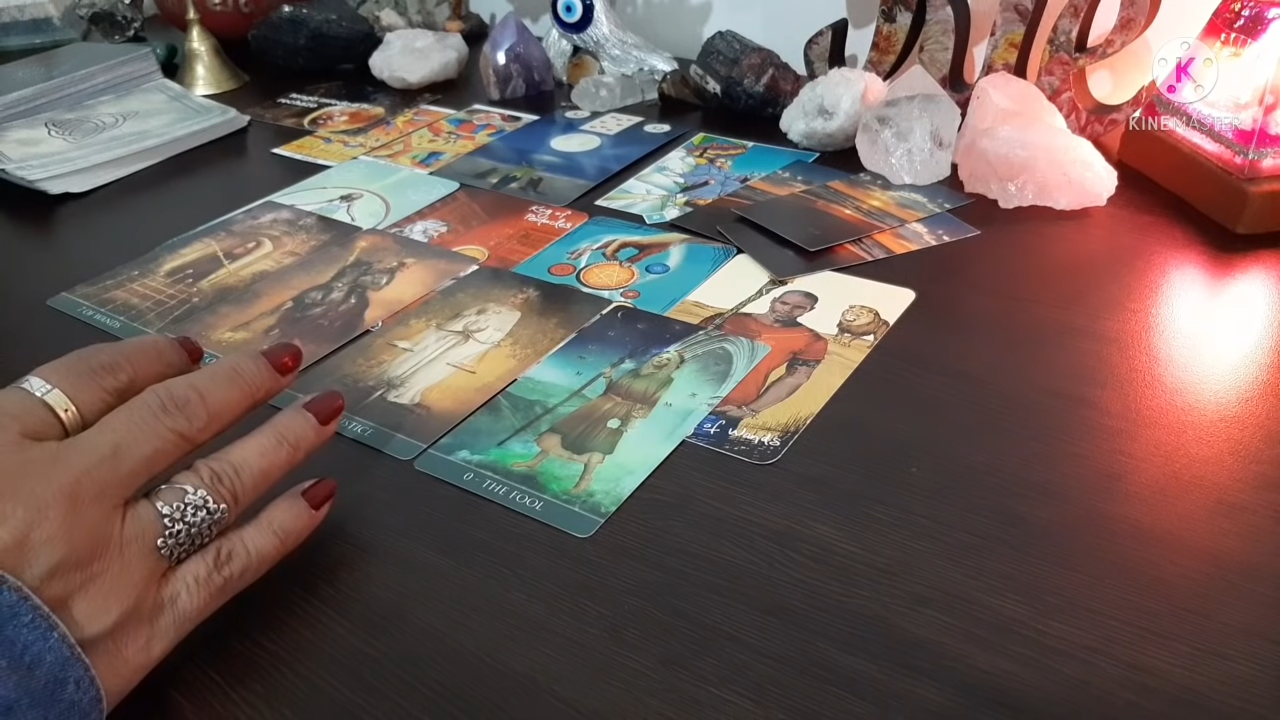 K
KINEMASTER
King of
Pentacles
7 OF WANDS
JUSTICE
of Wands
0 - THE FOOL